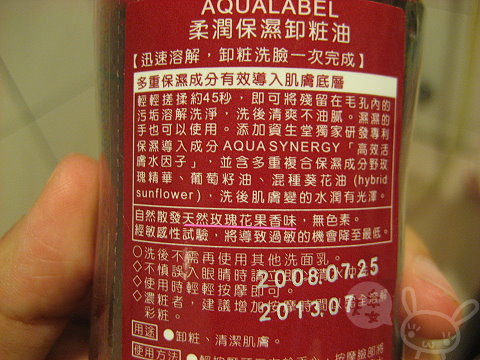 AQUALABEL
柔潤保濕卸粧油
【迅速溶解，卸粧洗臉一次完成】
多重保濕成分有效導入肌膚底層
輕輕搓揉約45秒，即可將殘留在毛孔內的
污垢溶解洗淨，洗後清爽不油膩。濕濕的
手也可以使用。添加資生堂獨家研發專利
保濕導入成分AQUA SYNERGY「高效活
膚水因子」，並含多重複合保濕成分野玫
瑰精華、葡萄籽油、混種葵花油(hybrid
sunflower)，洗後肌膚變的水潤有光澤。
自然散發天然玫瑰花果香味，無色素。
經敏感性試驗，將導致過敏的機會降至最低。
○洗後不需再使用其他洗面乳。
○不慎誤入眼睛時請立即
○使用時輕輕按摩即可。
2008.07.25
○濃粧者，建議增加按摩時間以
彩粧。
2013.07
用途 ●卸粧、清潔肌膚。
使用方法